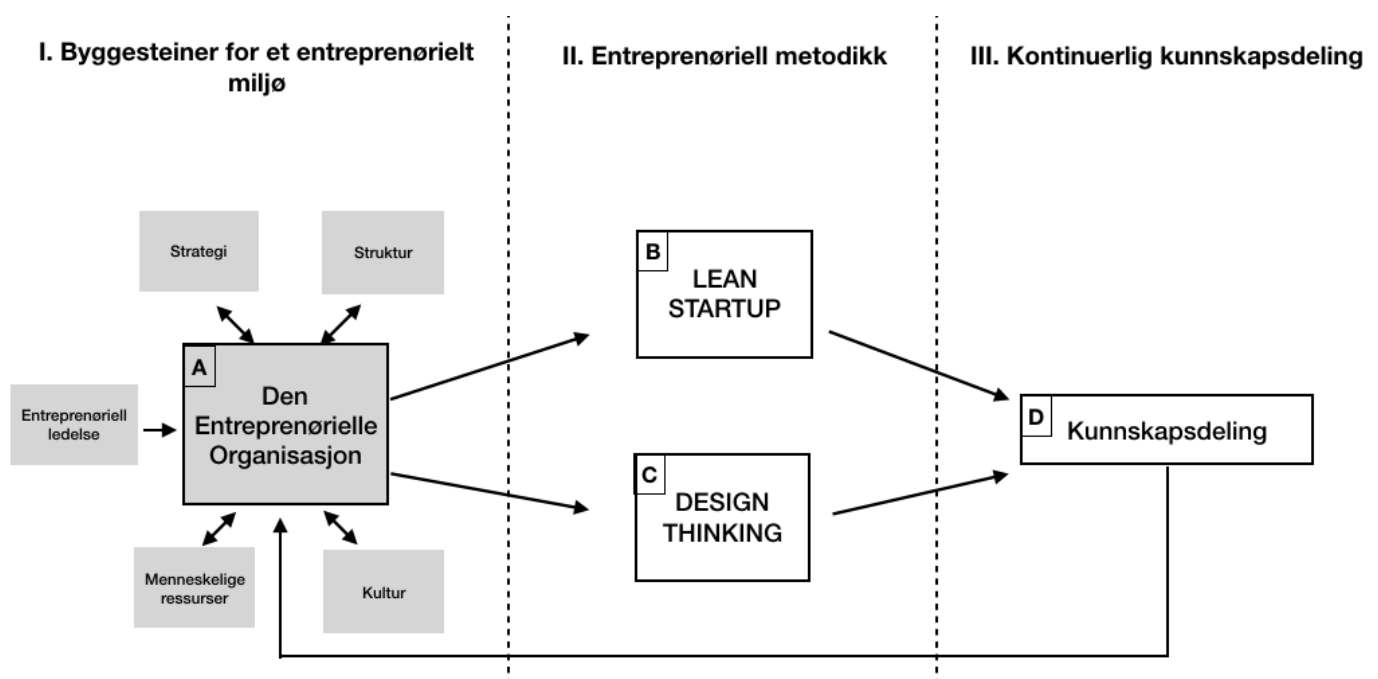 I. Byggesteiner for et entreprenørielt
miljø
II. Entreprenøriell metodikk
III. Kontinuerlig kunnskapsdeling
Strategi
Struktur
Entreprenøriell
ledelse
A
Den
Entreprenørielle
Organisasjon
Menneskelige
ressurser
Kultur
B
LEAN
STARTUP
C
DESIGN
THINKING
D
Kunnskapsdeling